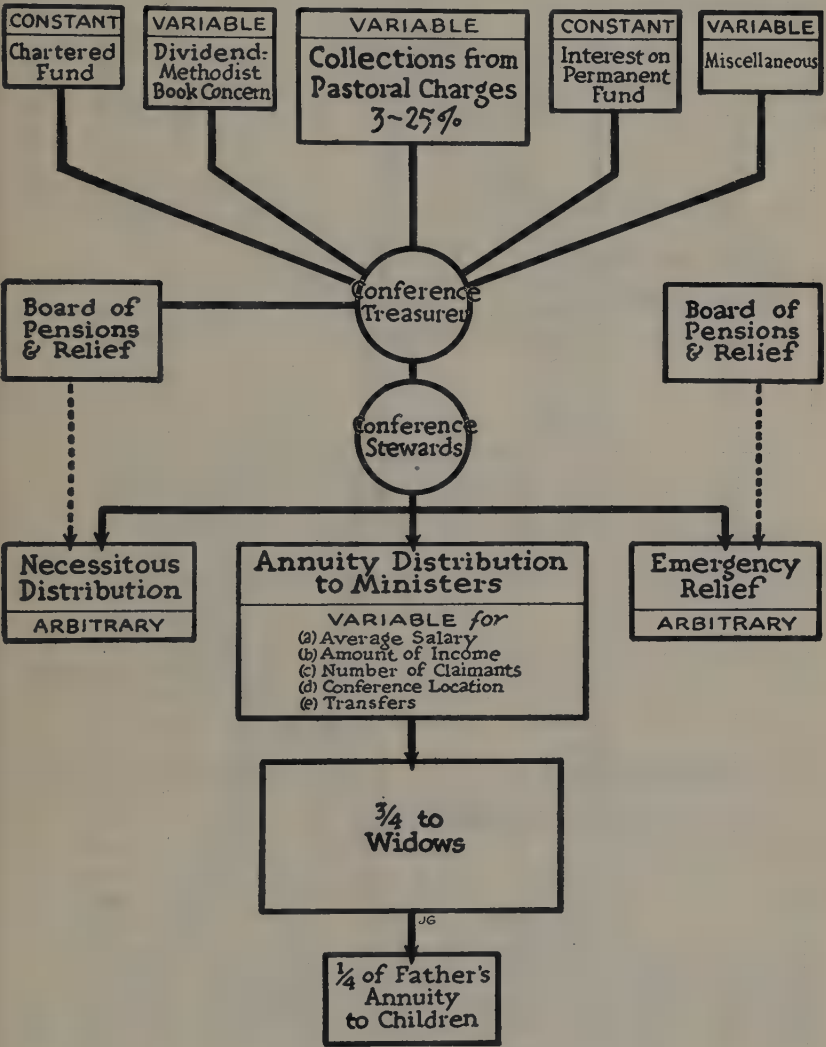 CONSTANT
Chartered
Fund
VARIABLE
Dividend:
Methodist
Book Concern
VARIABLE
Collections from
Pastoral Charges
3~25%
CONSTANT
Interest on
Permanent
Fund
VARIABLE
Miscellaneous
Conference
Treasurer
Board of
Pensions
& Relief
Board of
Pensions
& Relief
Conference
Stewards
Necessitous
Distribution
ARBITRARY
Annuity Distribution
to Ministers
VARIABLE for
(a) Average Salary
(b) Amount of Income
(c) Number of Claimants
(d) Conference Location
(e) Transfers
Emergency
Relief
ARBITRARY
3/4 to
Widows
JG
1/4 of Father's
Annuity
to Children